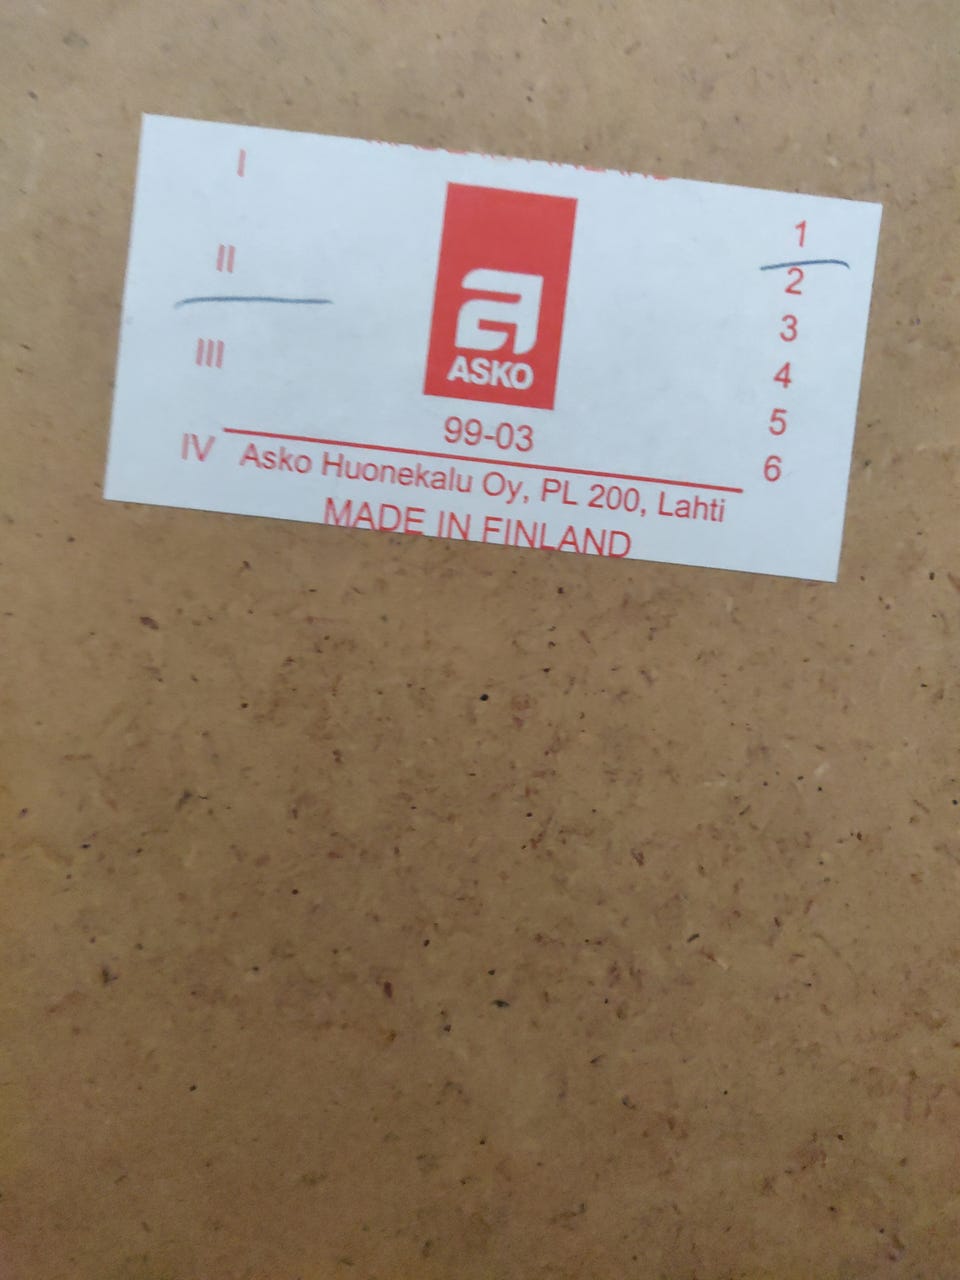 I
II
III
IV
ASKO
99-03
Asko Huonekalu Oy, PL 200, Lahti
MADE IN FINLAND
1
2
3
4
5
6